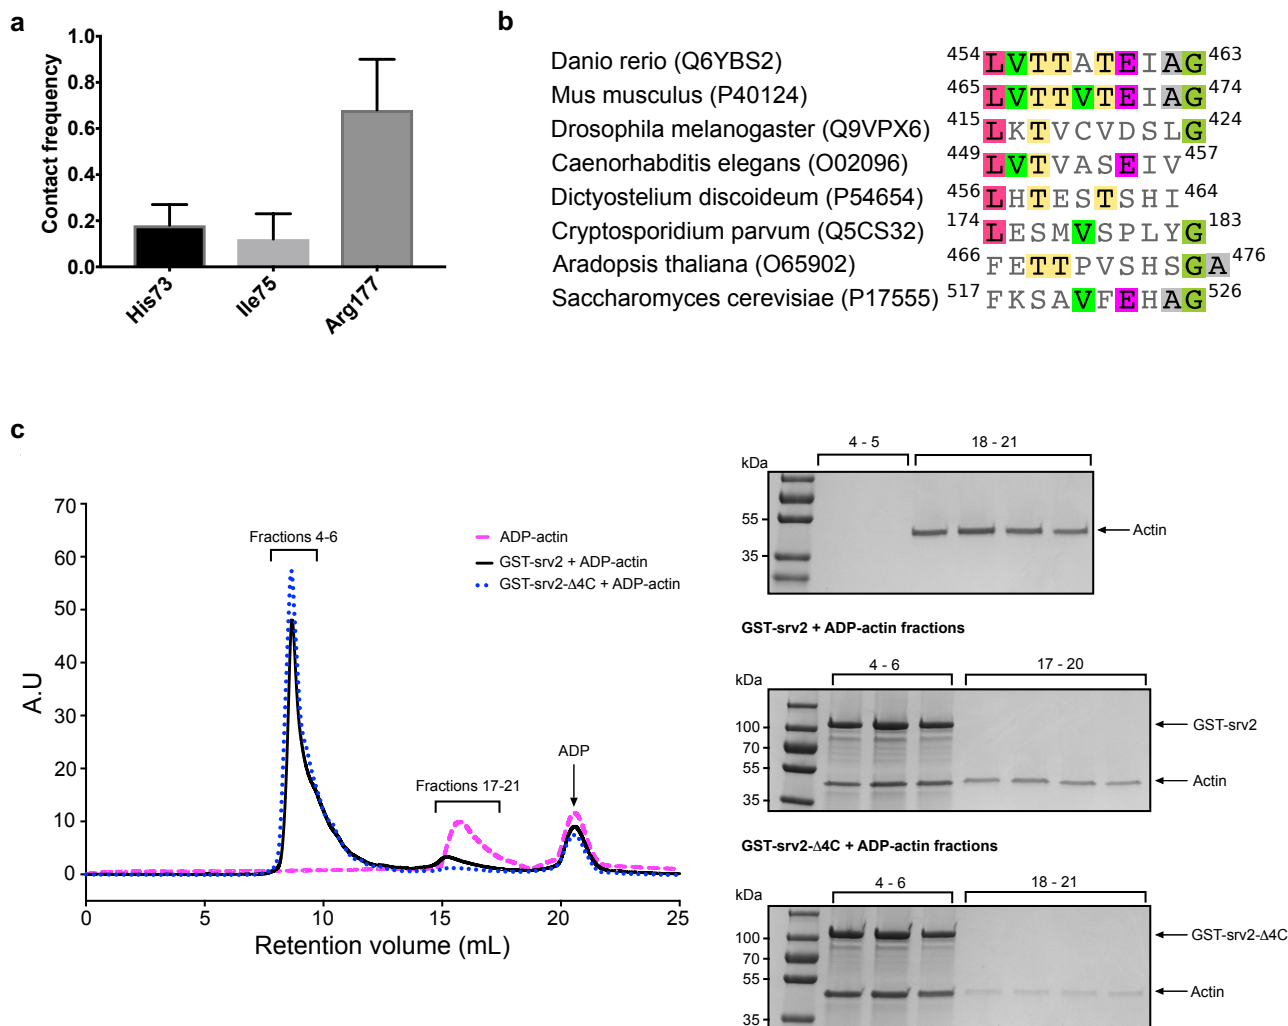 a
Contact frequency
1.0
0.8
0.6
0.4
0.2
0.0
His73
Ile75
Arg177
b
Danio rerio (Q6YBS2) 454 LVTTATEIAG 463
Mus musculus (P40124) 465 LVTTVTEIAG 474
Drosophila melanogaster (Q9VPX6) 415 LKTVCVDSLG 424
Caenorhabditis elegans (O02096) 449 LVTVASEIV 457
Dictyostelium discoideum (P54654) 456 LHTESTSHI 464
Cryptosporidium parvum (Q5CS32) 174 LESMVSPLYG 183
Aradopsis thaliana (O65902) 466 FETTPVSHSGA 476
Saccharomyces cerevisiae (P17555) 517 FKSAVFEHAG 526
c
A.U
70
60
50
40
30
20
10
0
0 5 10 15 20 25
Retention volume (mL)
Fractions 4-6
Fractions 17-21
ADP
ADP-actin
GST-srv2 + ADP-actin
GST-srv2-Δ4C + ADP-actin
4 - 5 18 - 21
kDa
55
35
Actin
GST-srv2 + ADP-actin fractions
4 - 6 17 - 20
kDa
100
70
55
35
GST-srv2
Actin
GST-srv2-Δ4C + ADP-actin fractions
4 - 6 18 - 21
kDa
100
70
55
35
GST-srv2-Δ4C
Actin